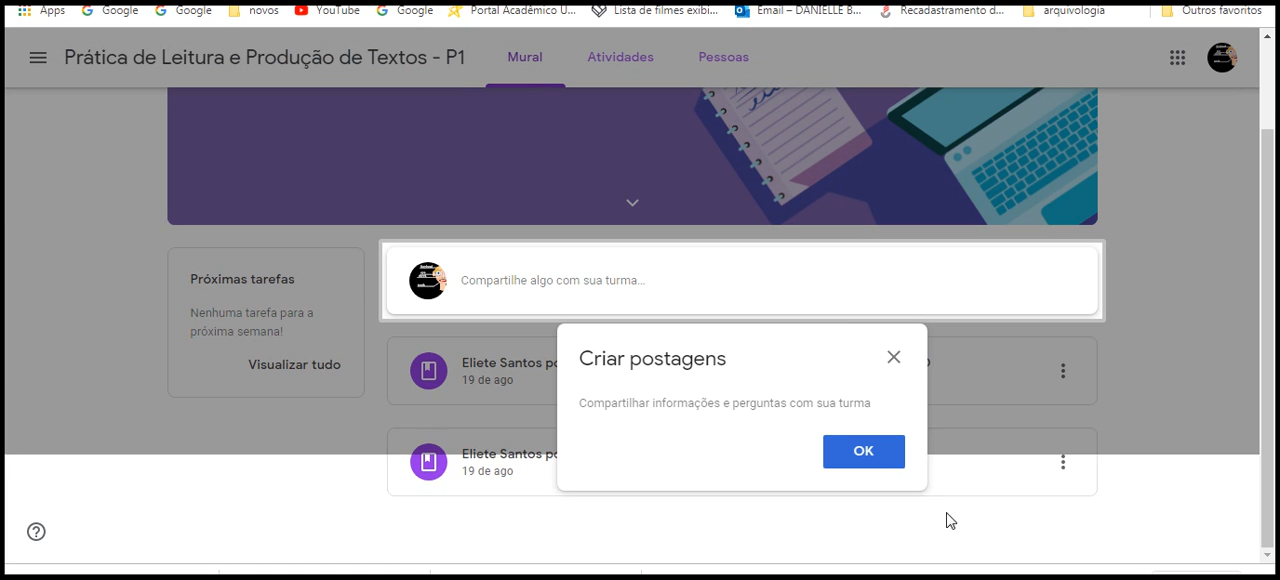 Apps Google Google novos YouTube Google Portal Acadêmico U... Lista de filmes exibi... Email – DANIELLE B... Recadastramento d... arquivologia Outros favoritos
Prática de Leitura e Produção de Textos - P1 Mural Atividades Pessoas
Próximas tarefas
Nenhuma tarefa para a
próxima semana!
Visualizar tudo
Compartilhe algo com sua turma...
Eliete Santos
19 de ago
Criar postagens
Compartilhar informações e perguntas com sua turma
OK
Eliete Santos
19 de ago